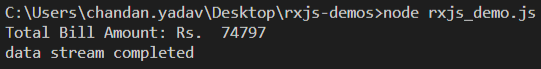 C:\Users\chandan.yadav\Desktop\rxjs-demos>node rxjs_demo.js
Total Bill Amount: Rs.  74797
data stream completed